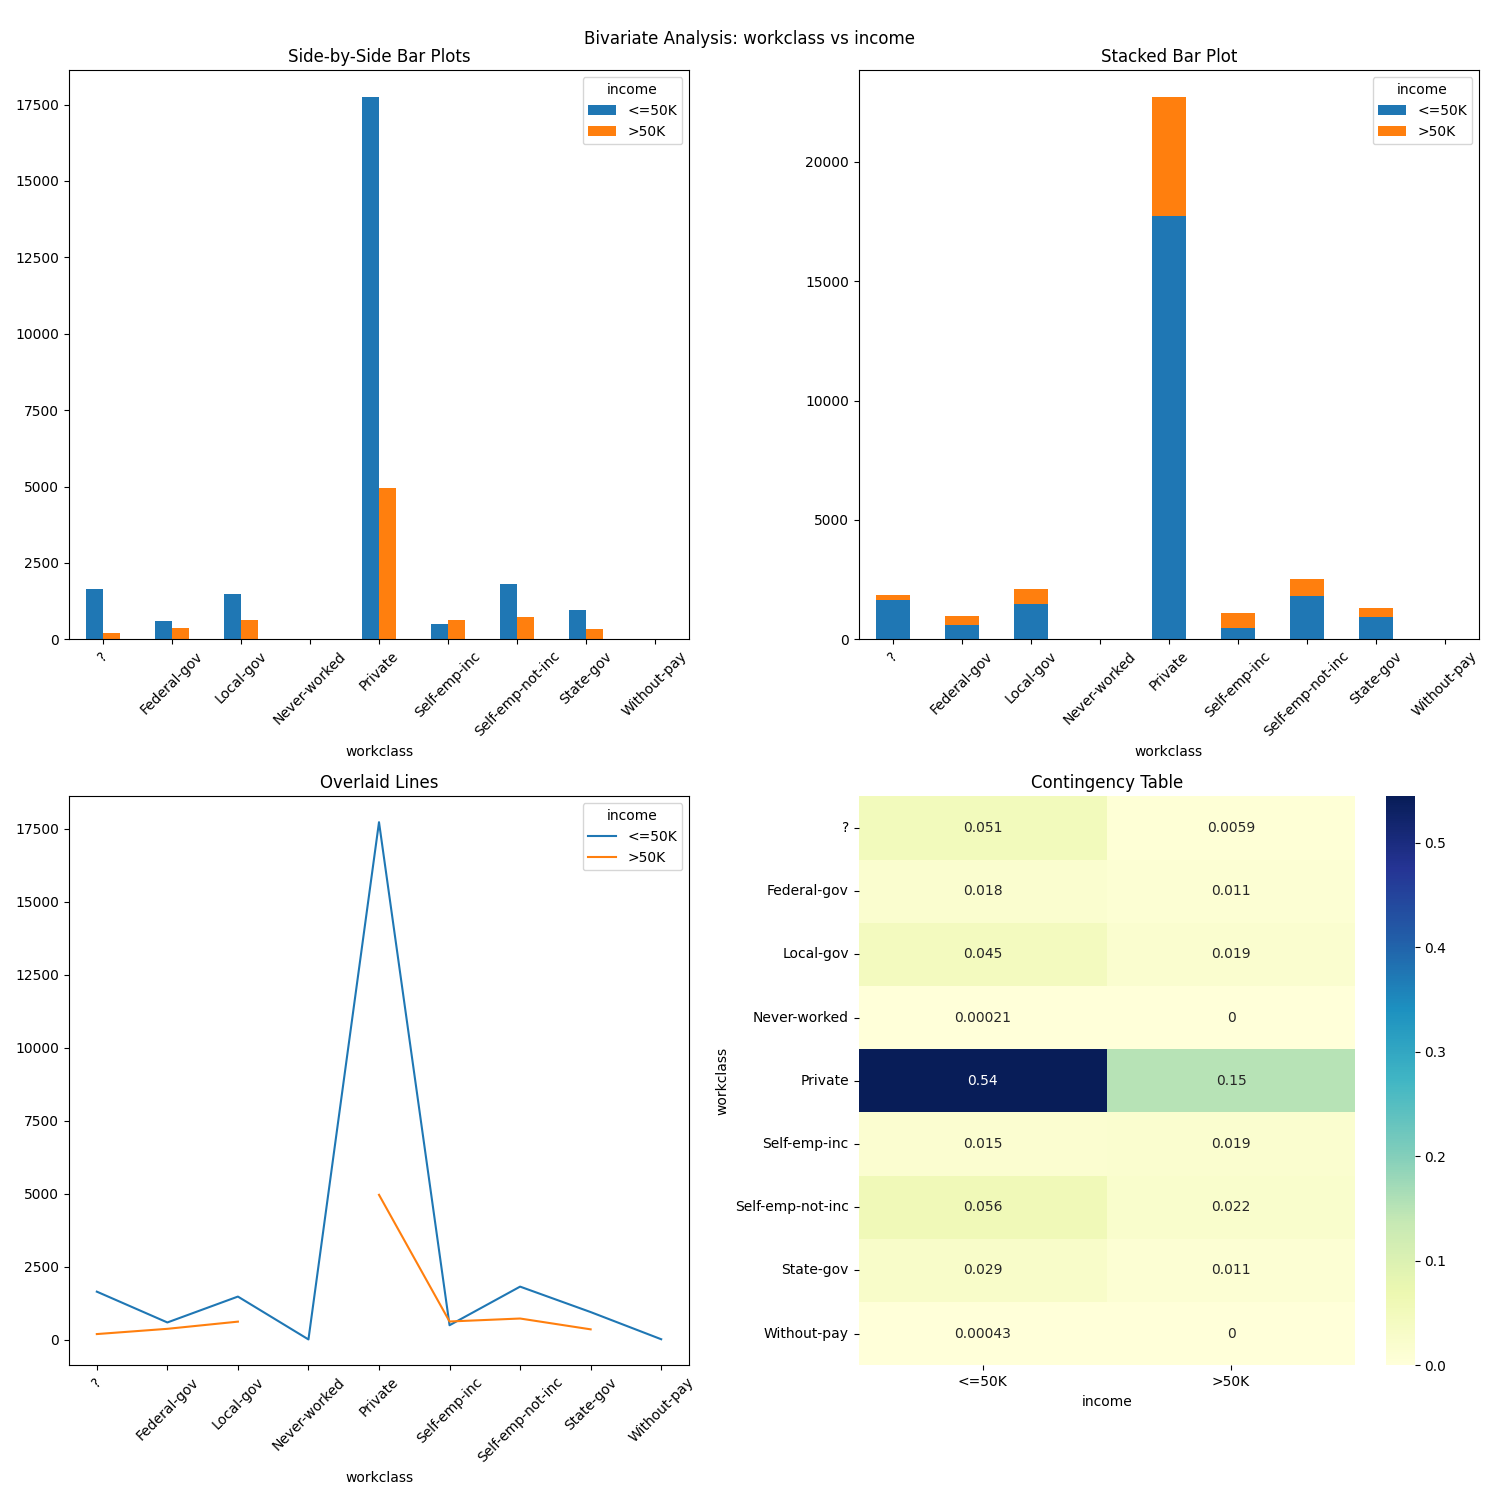 Bivariate Analysis: workclass vs income
Side-by-Side Bar Plots
income
<=50K
>50K
17500
15000
12500
10000
7500
5000
2500
0
?
Federal-gov
Local-gov
Never-worked
Private
Self-emp-inc
Self-emp-not-inc
State-gov
Without-pay
workclass
Stacked Bar Plot
income
<=50K
>50K
20000
15000
10000
5000
0
?
Federal-gov
Local-gov
Never-worked
Private
Self-emp-inc
Self-emp-not-inc
State-gov
Without-pay
workclass
Overlaid Lines
income
<=50K
>50K
17500
15000
12500
10000
7500
5000
2500
0
?
Federal-gov
Local-gov
Never-worked
Private
Self-emp-inc
Self-emp-not-inc
State-gov
Without-pay
workclass
Contingency Table
workclass
? 0.051 0.0059
Federal-gov 0.018 0.011
Local-gov 0.045 0.019
Never-worked 0.00021 0
Private 0.54 0.15
Self-emp-inc 0.015 0.019
Self-emp-not-inc 0.056 0.022
State-gov 0.029 0.011
Without-pay 0.00043 0
<=50K >50K
income
0.5
0.4
0.3
0.2
0.1
0.0